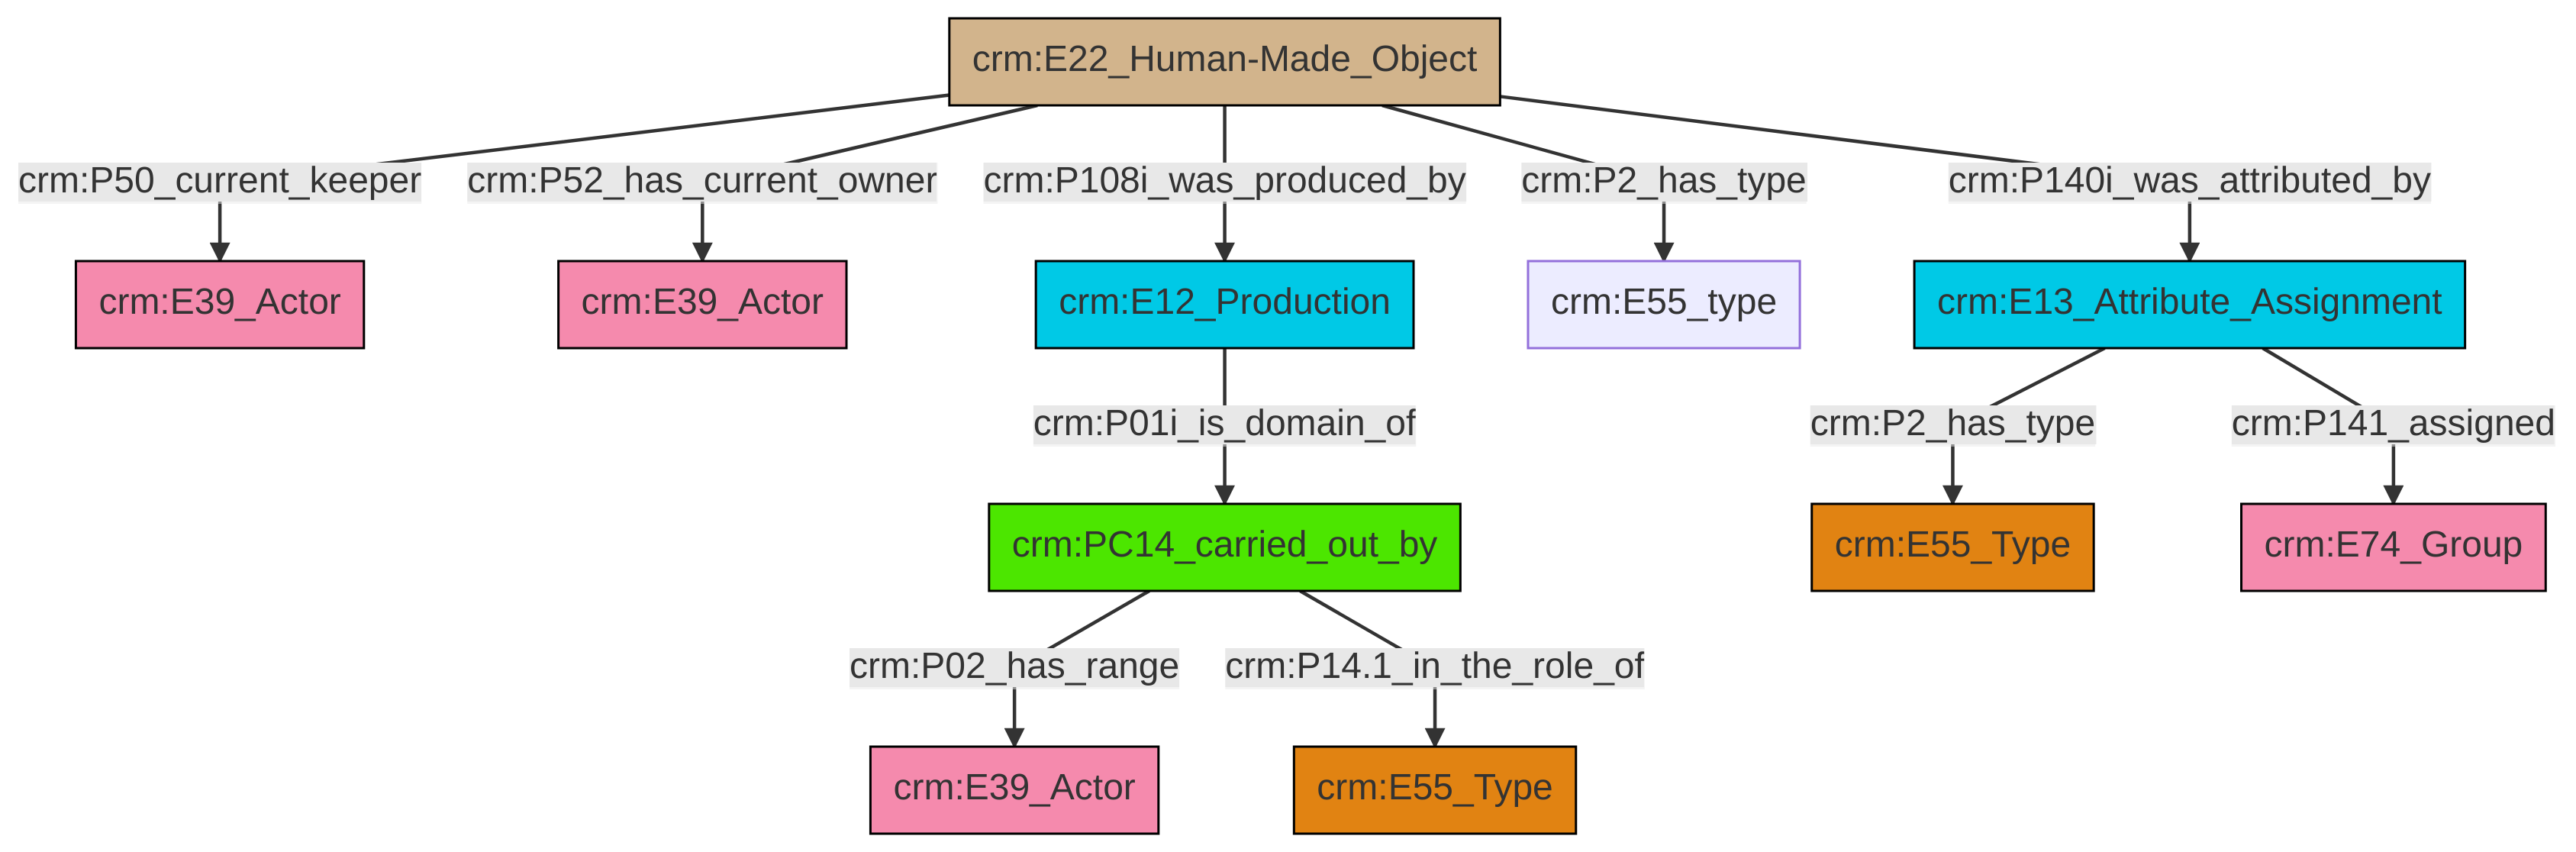 crm:E22_Human-Made_Object
crm:P50_current_keeper
crm:P52_has_current_owner
crm:P108i_was_produced_by
crm:P2_has_type
crm:P140i_was_attributed_by
crm:E39_Actor
crm:E39_Actor
crm:E12_Production
crm:E55_type
crm:E13_Attribute_Assignment
crm:P01i_is_domain_of
crm:P2_has_type
crm:P141_assigned
crm:PC14_carried_out_by
crm:E55_Type
crm:E74_Group
crm:P02_has_range
crm:P14.1_in_the_role_of
crm:E39_Actor
crm:E55_Type